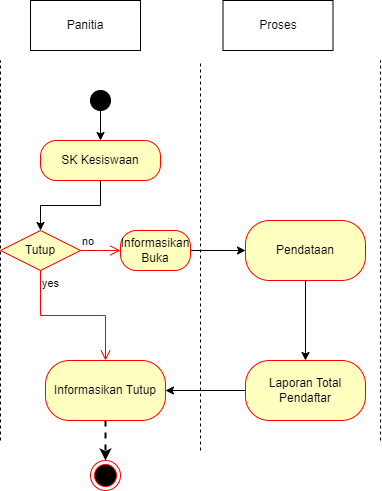 Panitia
Proses
SK Kesiswaan
Tutup
no
Informasikan
Buka
Pendataan
yes
Informasikan Tutup
Laporan Total
Pendaftar